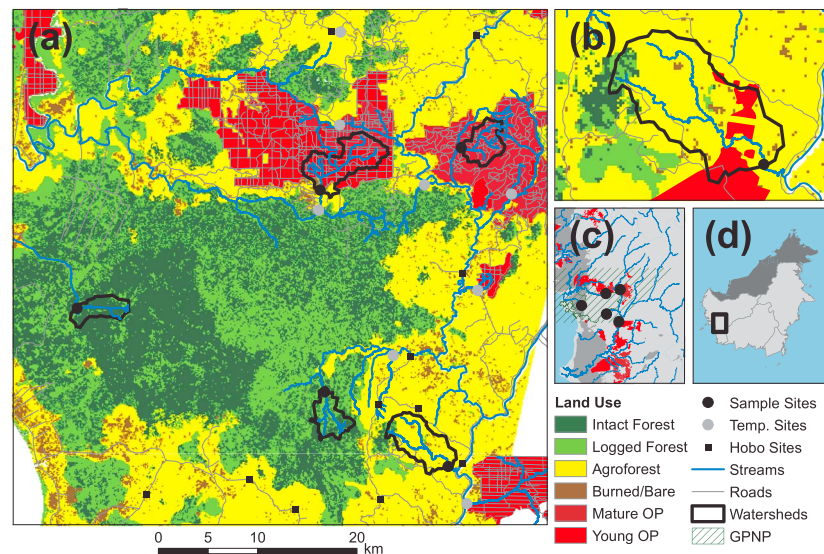 (a)
(b)
(c)
(d)
Land Use
Intact Forest
Logged Forest
Agroforest
Burned/Bare
Mature OP
Young OP
Sample Sites
Temp. Sites
Hobo Sites
Streams
Roads
Watersheds
GPNP
0 5 10 20
km